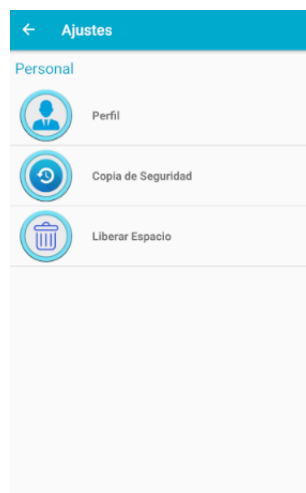 Ajustes
Personal
Perfil
Copia de Seguridad
Liberar Espacio